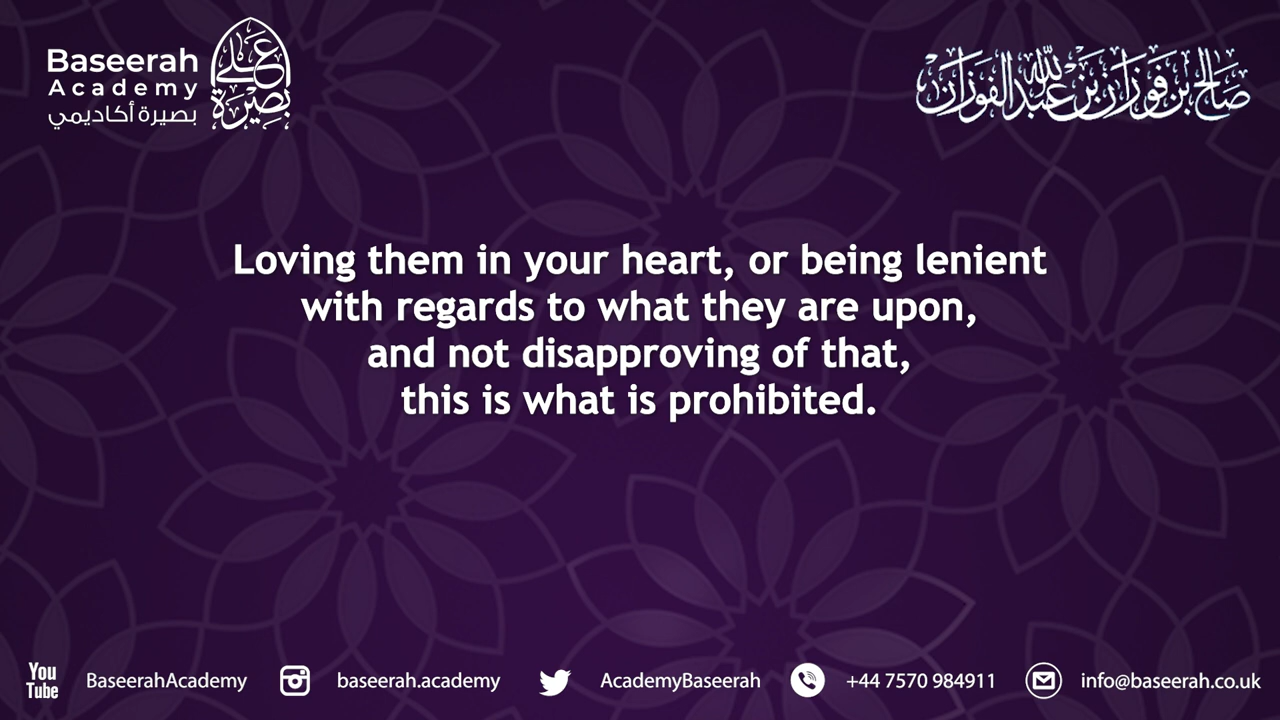 Baseerah
Academy
بصيرة أكاديمي
على بصيرة
صالح بن فوزان بن عبدالله الفوزان
Loving them in your heart, or being lenient
with regards to what they are upon,
and not disapproving of that,
this is what is prohibited.
You
Tube
BaseerahAcademy
baseerah.academy
AcademyBaseerah
+44 7570 984911
info@baseerah.co.uk